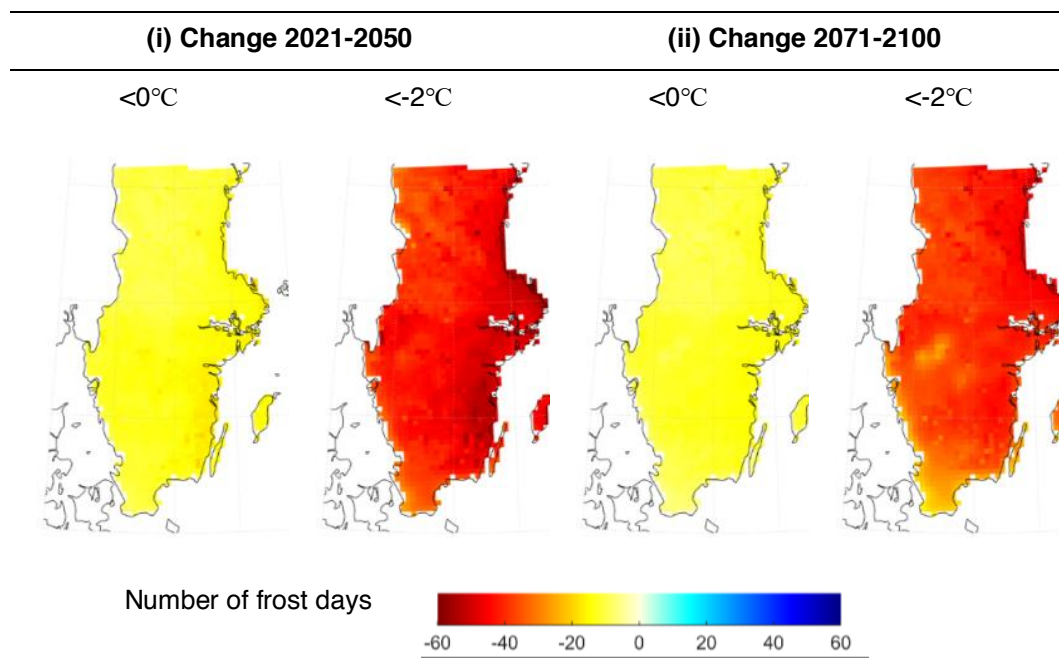 (i) Change 2021-2050 (ii) Change 2071-2100
<0℃ <-2℃ <0℃ <-2℃
Number of frost days
-60 -40 -20 0 20 40 60